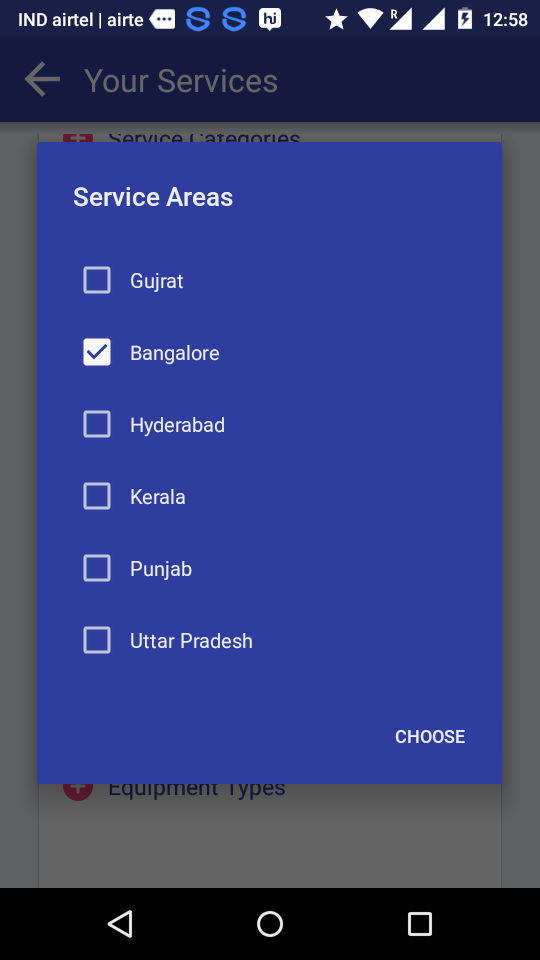 IND airtel | airte
hi
R
12:58
Your Services
Service Categories
Service Areas
Gujrat
Bangalore
Hyderabad
Kerala
Punjab
Uttar Pradesh
CHOOSE
Equipment Types